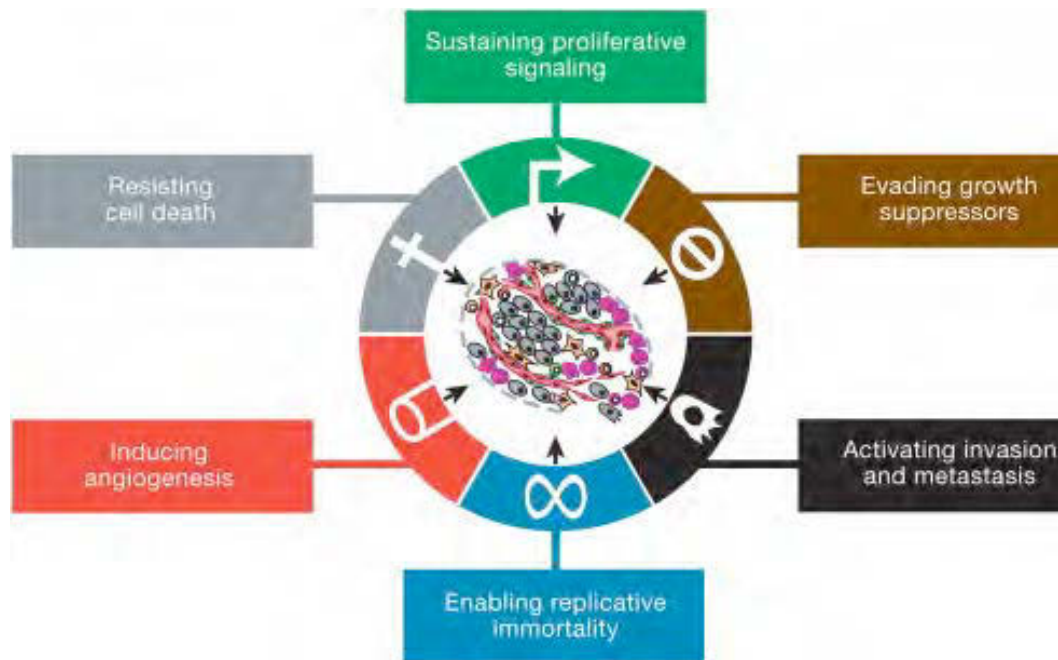 Sustaining proliferative
signaling
Resisting
cell death
Evading growth
suppressors
Inducing
angiogenesis
Activating invasion
and metastasis
Enabling replicative
immortality